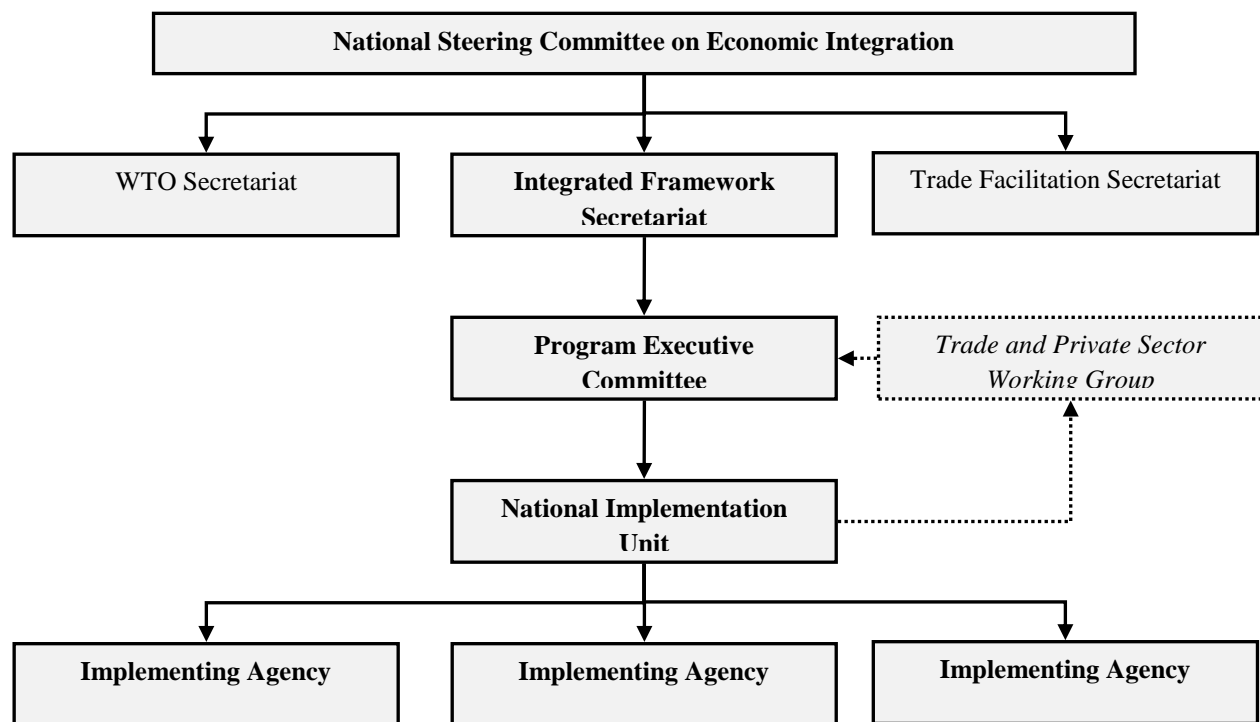 National Steering Committee on Economic Integration
WTO Secretariat
Integrated Framework
Secretariat
Trade Facilitation Secretariat
Program Executive
Committee
Trade and Private Sector
Working Group
National Implementation
Unit
Implementing Agency
Implementing Agency
Implementing Agency